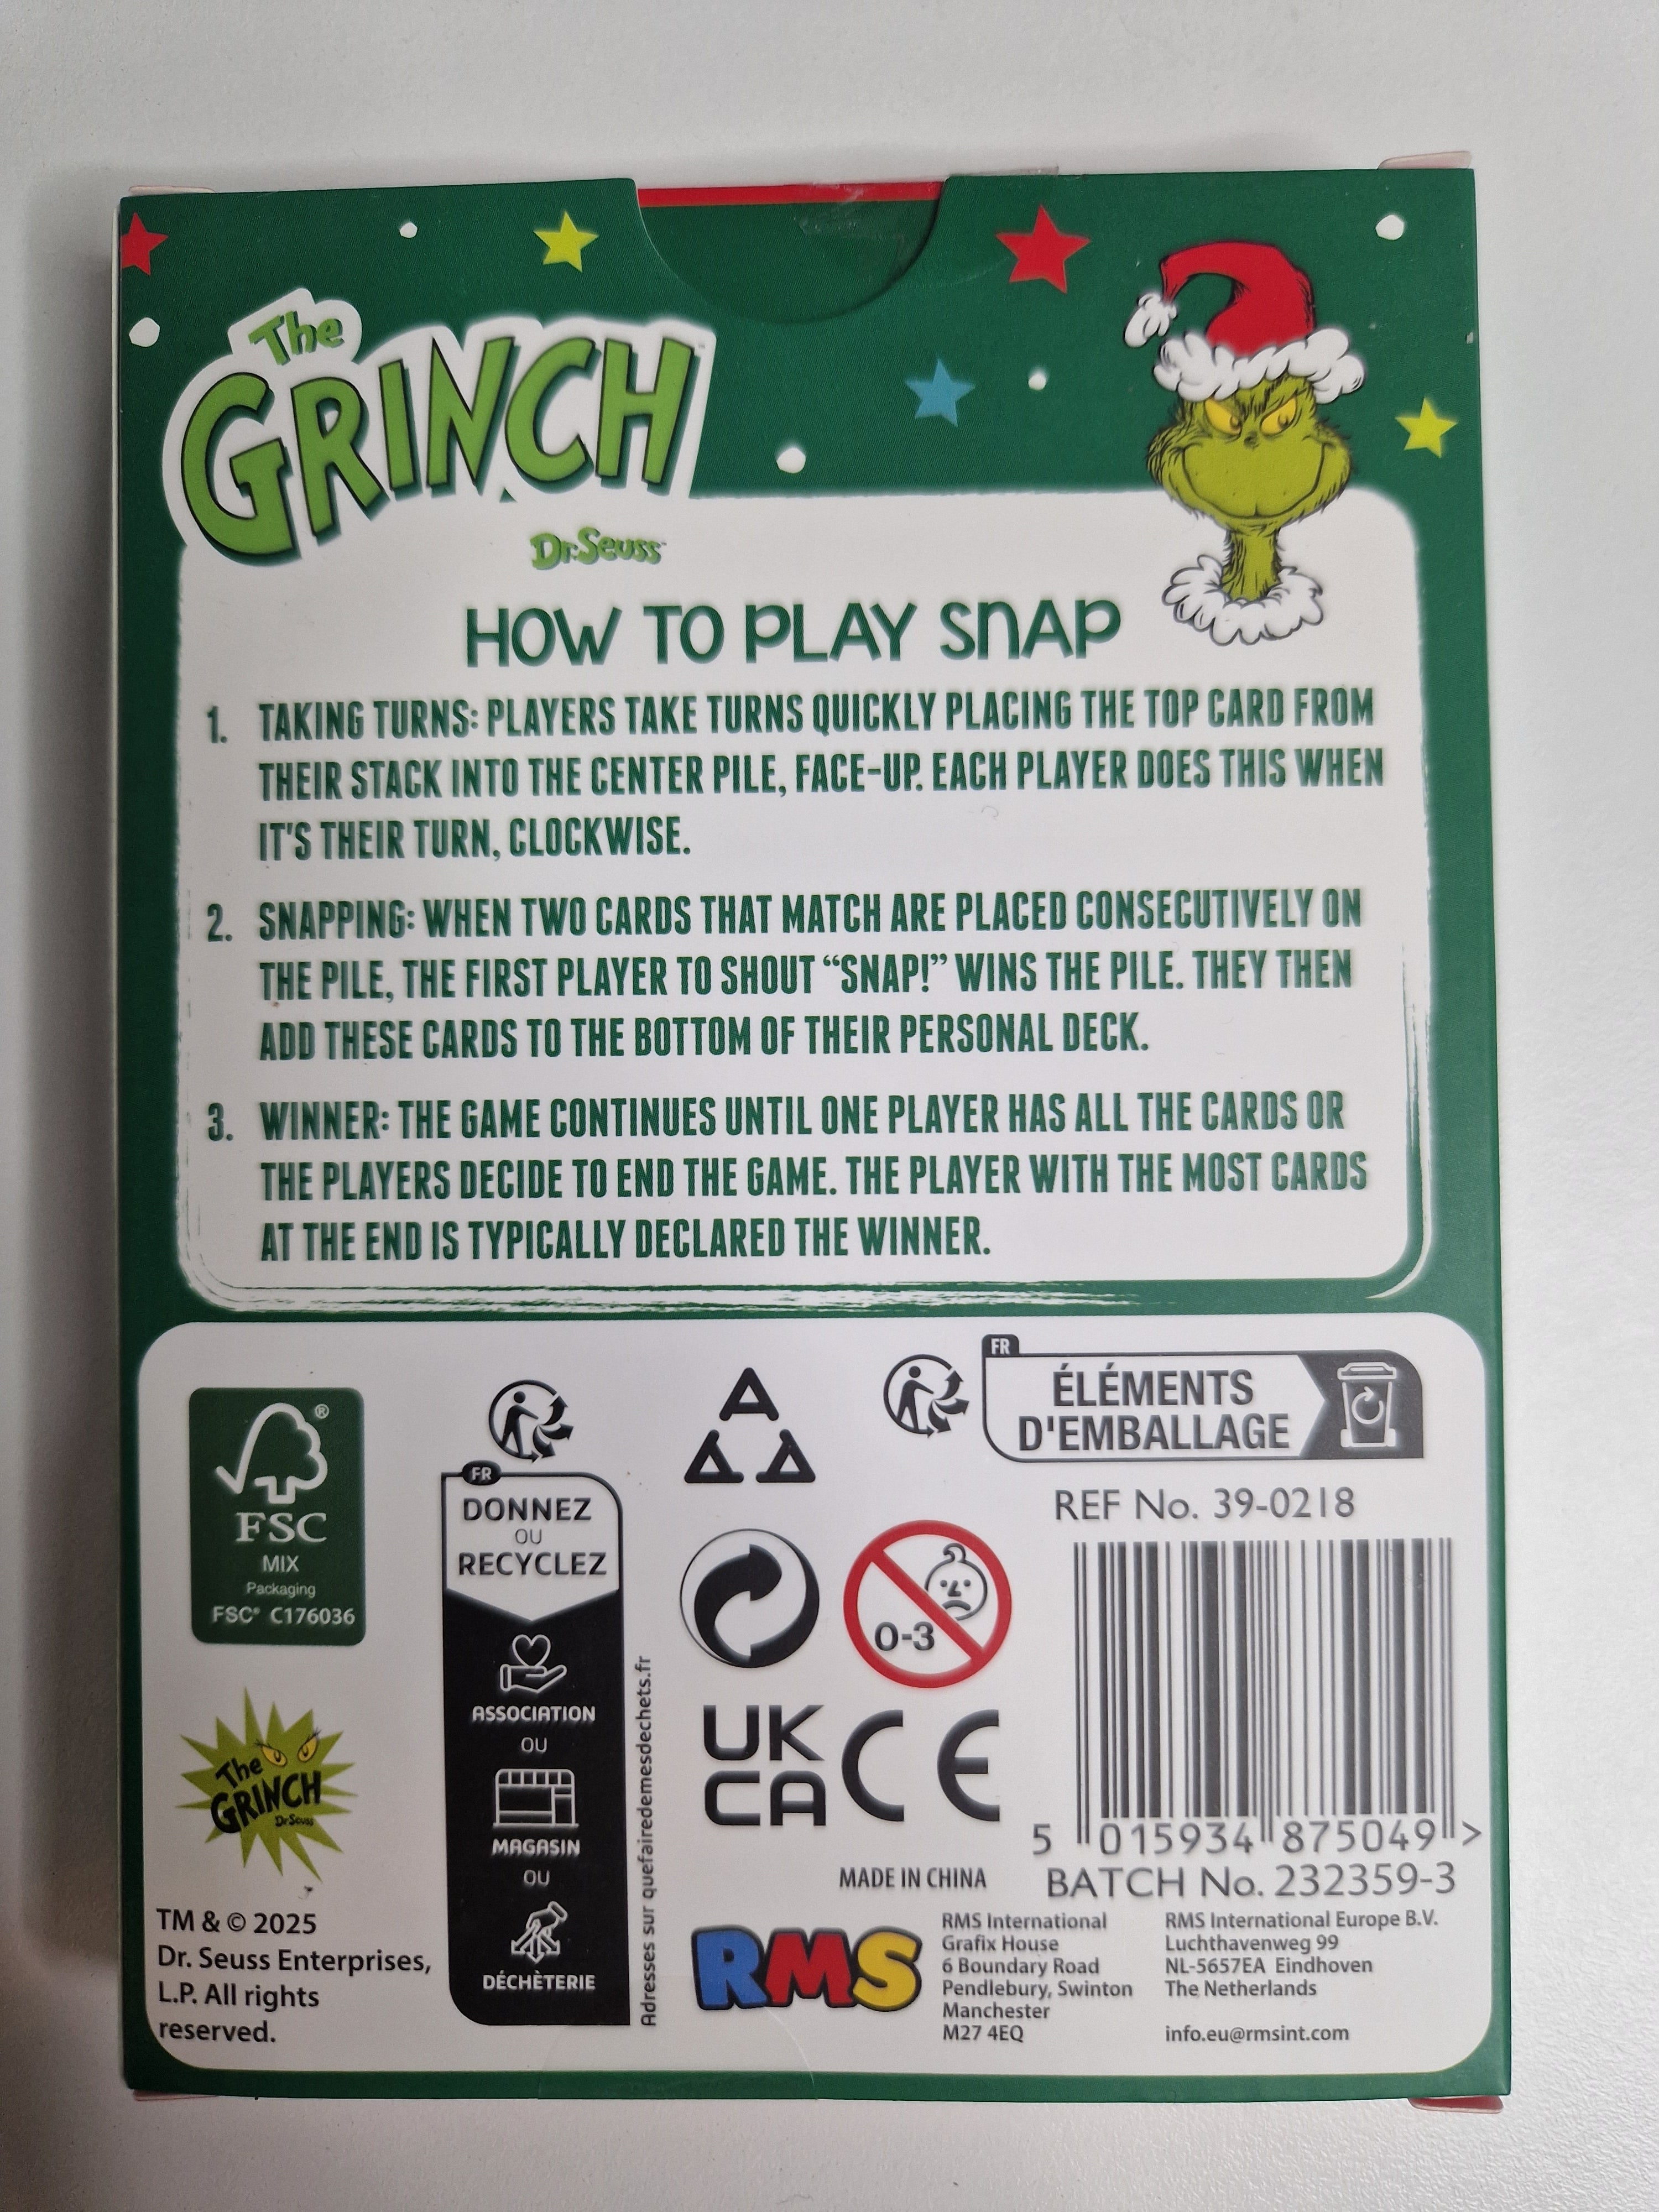 The
GRINCH
Dr. Seuss
HOW TO PLAY SNAP
1. TAKING TURNS: PLAYERS TAKE TURNS QUICKLY PLACING THE TOP CARD FROM
THEIR STACK INTO THE CENTER PILE, FACE-UP. EACH PLAYER DOES THIS WHEN
IT'S THEIR TURN, CLOCKWISE.
2. SNAPPING: WHEN TWO CARDS THAT MATCH ARE PLACED CONSECUTIVELY ON
THE PILE, THE FIRST PLAYER TO SHOUT “SNAP!” WINS THE PILE. THEY THEN
ADD THESE CARDS TO THE BOTTOM OF THEIR PERSONAL DECK.
3. WINNER: THE GAME CONTINUES UNTIL ONE PLAYER HAS ALL THE CARDS OR
THE PLAYERS DECIDE TO END THE GAME. THE PLAYER WITH THE MOST CARDS
AT THE END IS TYPICALLY DECLARED THE WINNER.
®
FSC
MIX
Packaging
FSC® C176036
The
GRINCH
Dr. Seuss
TM & © 2025
Dr. Seuss Enterprises,
L.P. All rights
reserved.
FR
DONNEZ
OU
RECYCLEZ
ASSOCIATION
OU
MAGASIN
OU
DÉCHÈTERIE
Adresses sur quefairedemesdechets.fr
FR
ÉLÉMENTS
D'EMBALLAGE
REF No. 39-0218
0-3
UK
CA
CE
5 015934 875049 >
MADE IN CHINA
BATCH No. 232359-3
RMS
RMS International
Grafix House
6 Boundary Road
Pendlebury, Swinton
Manchester
M27 4EQ
RMS International Europe B.V.
Luchthavenweg 99
NL-5657EA Eindhoven
The Netherlands
info.eu@rmsint.com